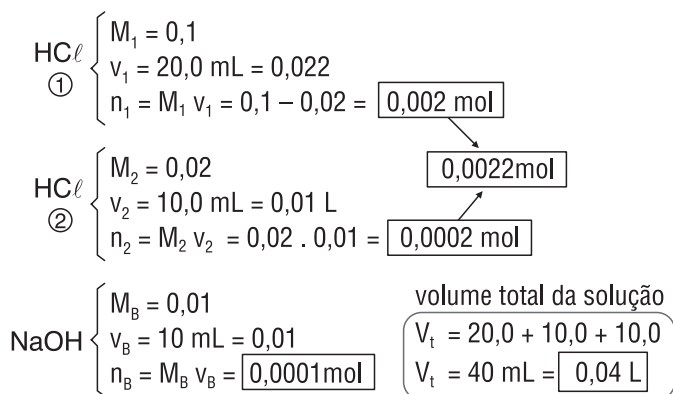 M₁ = 0,1
HCℓ
①
v₁ = 20,0 mL = 0,022
n₁ = M₁ v₁ = 0,1 – 0,02 = 0,002 mol
0,0022mol
M₂ = 0,02
HCℓ
②
v₂ = 10,0 mL = 0,01 L
n₂ = M₂ v₂ = 0,02 . 0,01 = 0,0002 mol
M_B = 0,01
NaOH
v_B = 10 mL = 0,01
n_B = M_B v_B = 0,0001mol
volume total da solução
V_t = 20,0 + 10,0 + 10,0
V_t = 40 mL = 0,04 L